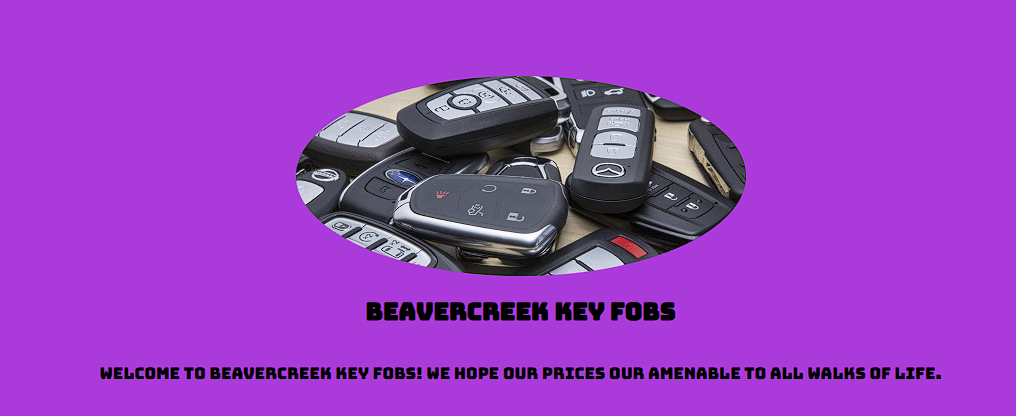 BEAVERCREEK KEY FOBS
WELCOME TO BEAVERCREEK KEY FOBS! WE HOPE OUR PRICES OUR AMENABLE TO ALL WALKS OF LIFE.